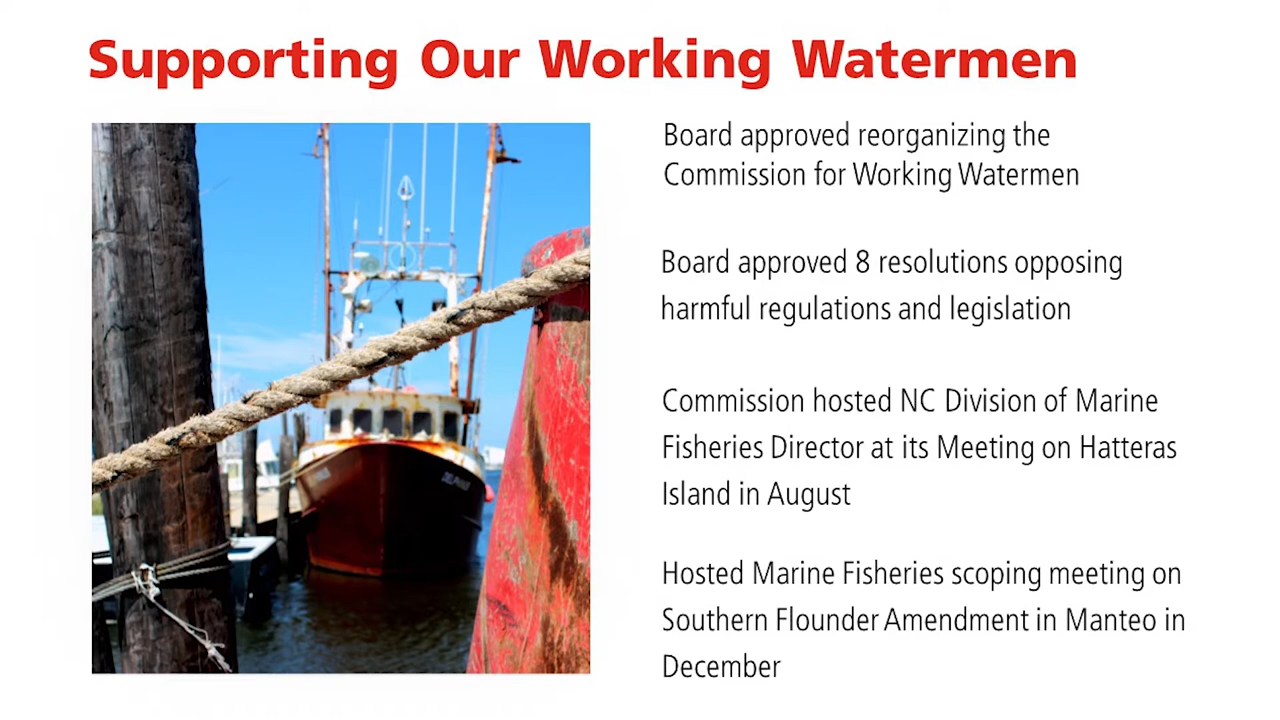 Supporting Our Working Watermen
Board approved reorganizing the
Commission for Working Watermen
Board approved 8 resolutions opposing
harmful regulations and legislation
Commission hosted NC Division of Marine
Fisheries Director at its Meeting on Hatteras
Island in August
Hosted Marine Fisheries scoping meeting on
Southern Flounder Amendment in Manteo in
December